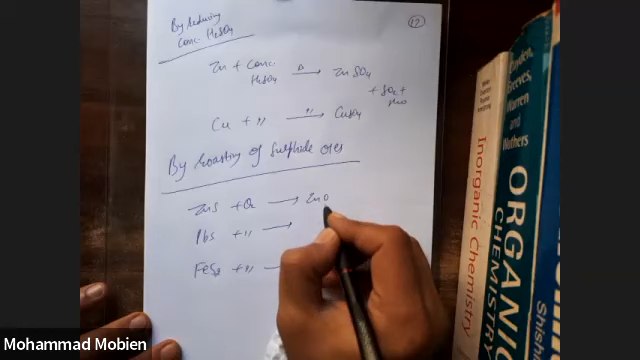 By reducing
Conc. H₂SO₄
17
Zn + Conc. H₂SO₄ —Δ→ ZnSO₄
+ SO₂ +
H₂O
Cu + ,, —,,→ CuSO₄
By roasting of Sulphide ores
ZnS + O₂ → ZnO
PbS + ,, →
FeS₂ + ,, →
Inorganic Chemistry
Clayden,
Greeves,
Warren
and
Wothers
ORGANIC
CHEMISTRY
Mohammad Mobien